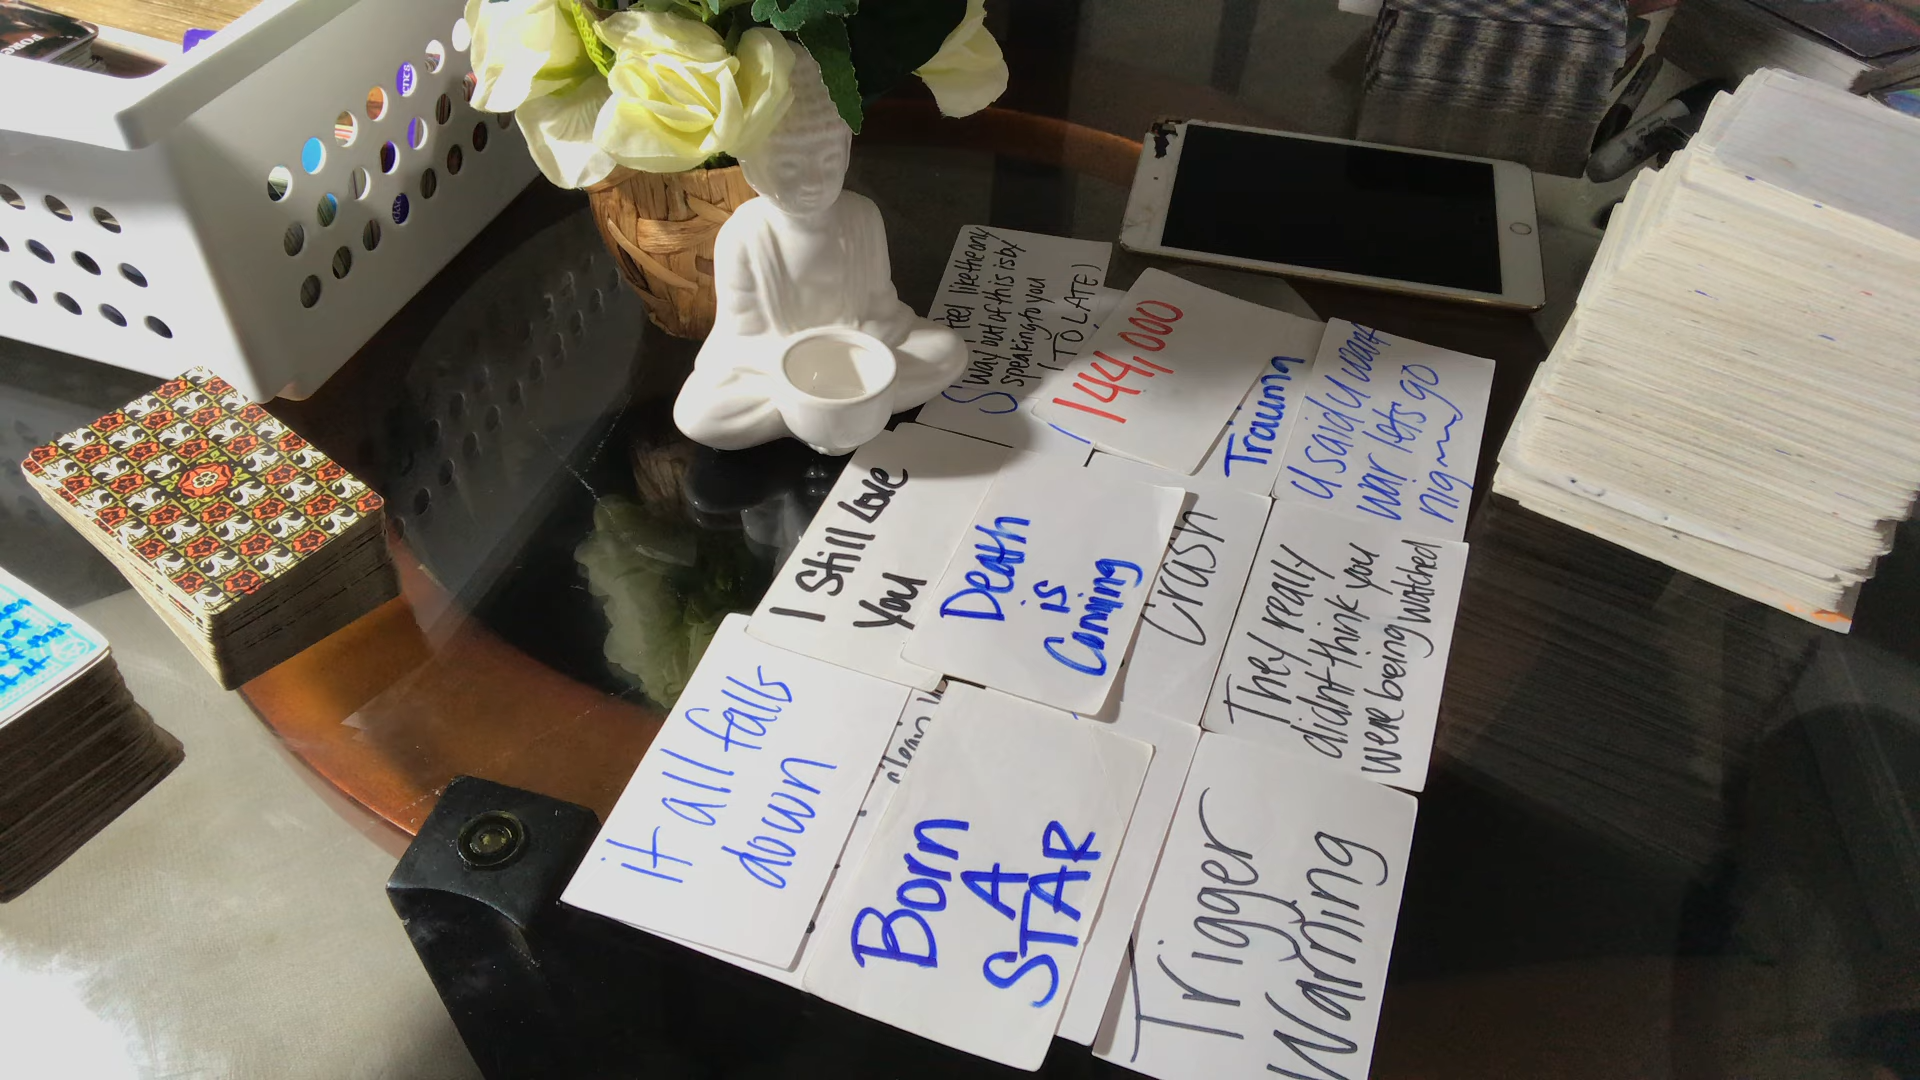 feel like the only
way out of this is by
speaking to you
(TO LATE)
144,000
Trauma
u said u want
war lets go
I Still Love
You
Death
is
Coming
Crash
They really
didnt think you
were being watched
it all falls
down
Born
A
STAR
Trigger
Warning